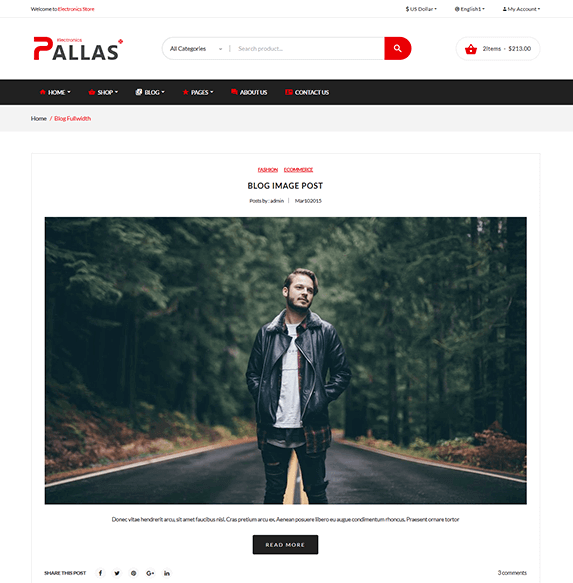 Welcome to Electronics Store
$ US Dollar
English1
My Account
Electronics
PALLAS
All Categories
Search product...
2Items - $213.00
HOME
SHOP
BLOG
PAGES
ABOUT US
CONTACT US
Home / Blog Fullwidth
FASHION ECOMMERCE
BLOG IMAGE POST
Posts by : admin | Mar102015
Donec vitae hendrerit arcu, sit amet faucibus nisl. Cras pretium arcu ex. Aenean posuere libero eu augue condimentum rhoncus. Praesent ornare tortor
READ MORE
SHARE THIS POST
3 comments